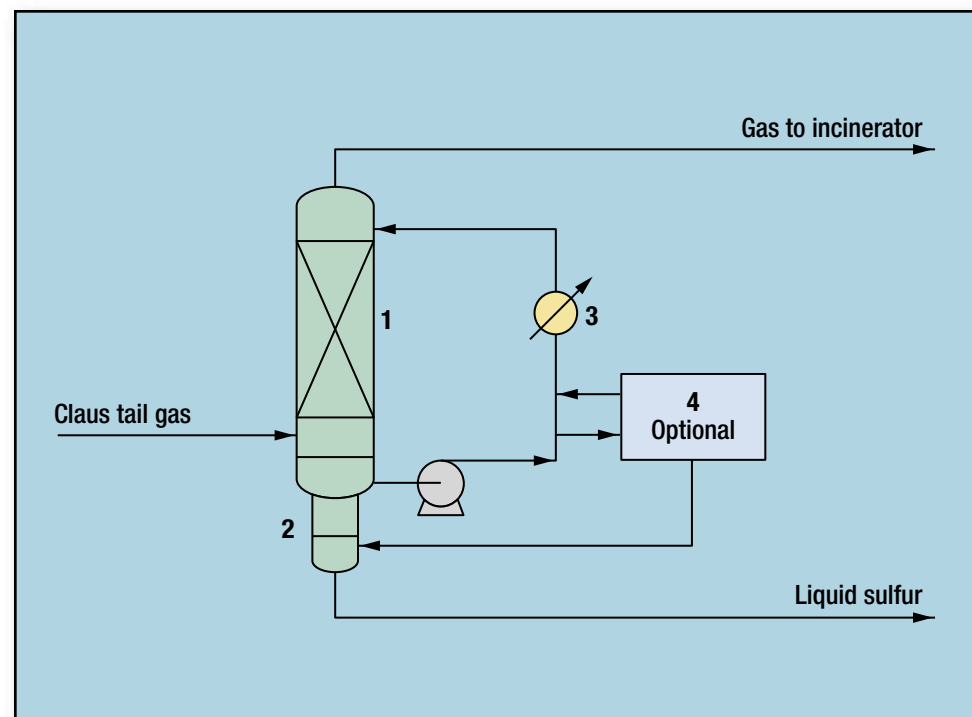 Gas to incinerator
1
3
4
Optional
Claus tail gas
2
Liquid sulfur